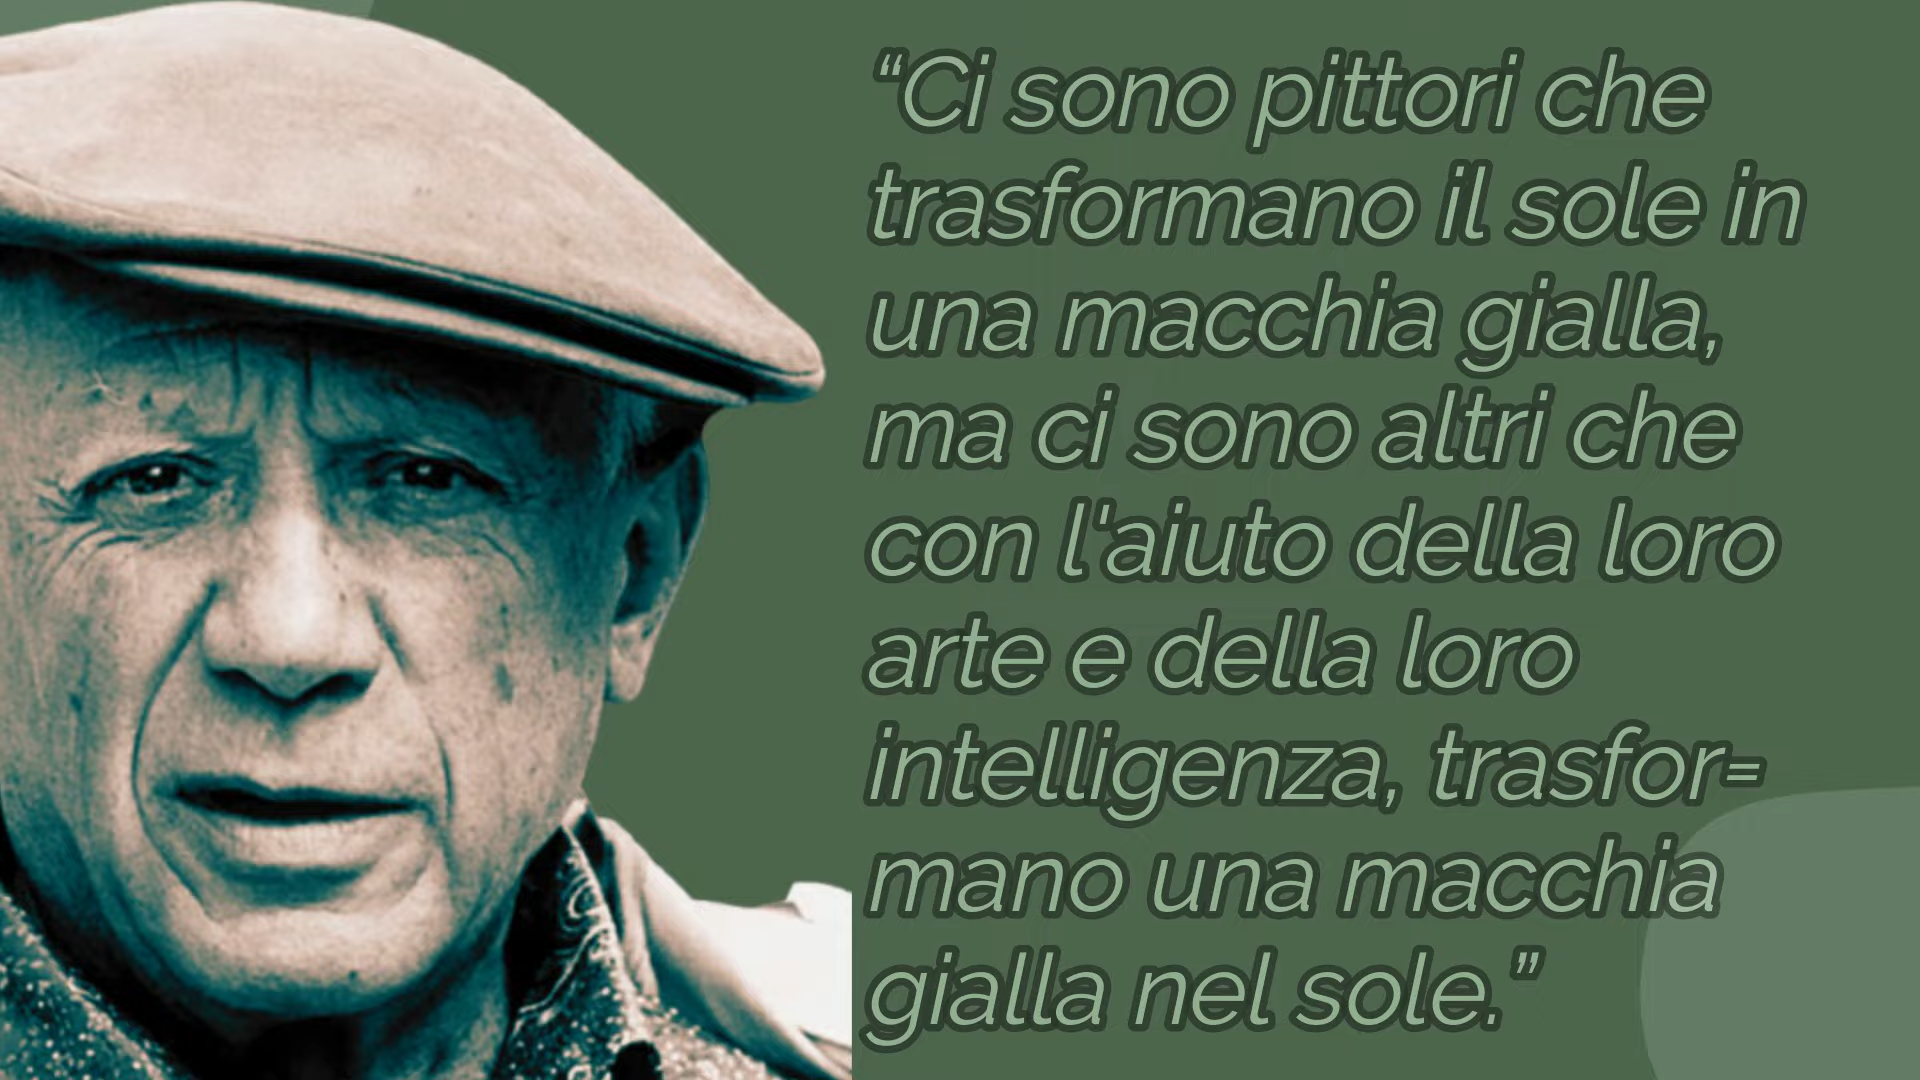 “Ci sono pittori che
trasformano il sole in
una macchia gialla,
ma ci sono altri che
con l'aiuto della loro
arte e della loro
intelligenza, trasfor=
mano una macchia
gialla nel sole.”